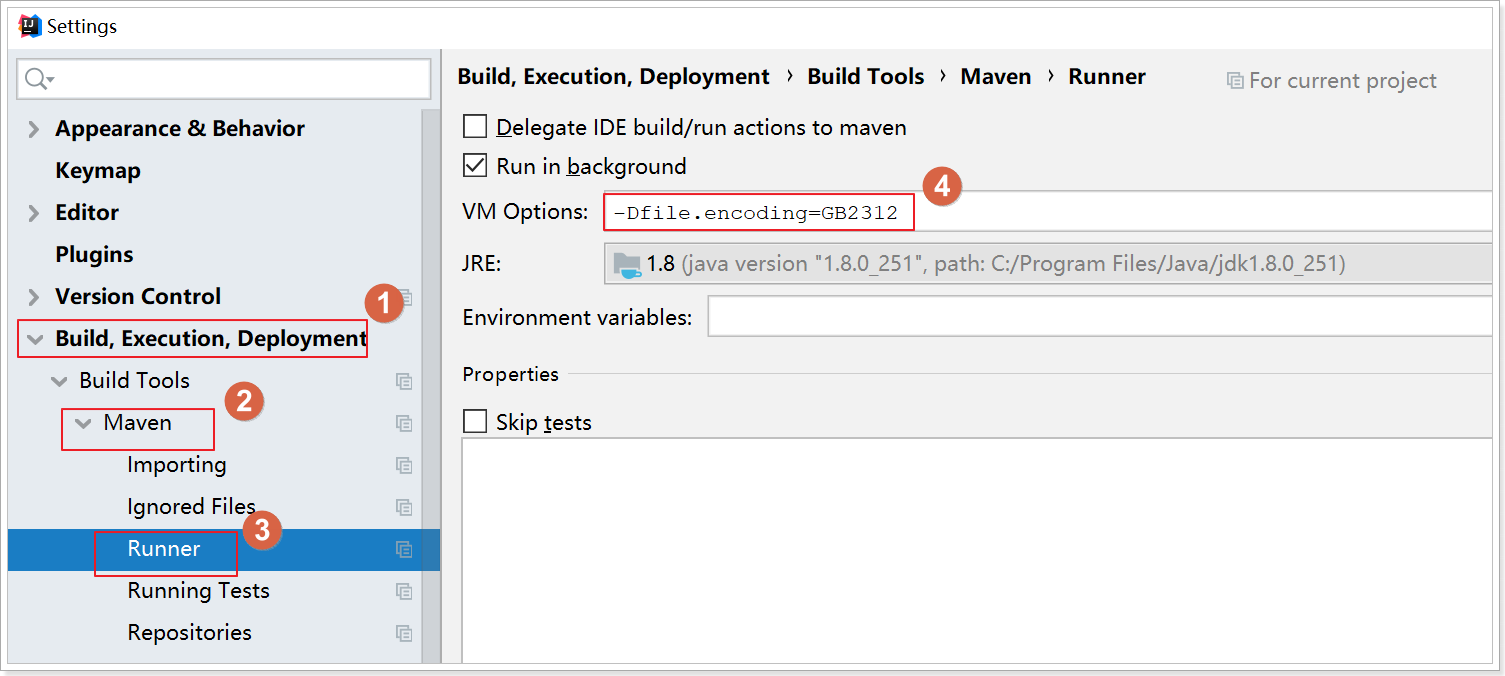 Settings
Appearance & Behavior
Keymap
Editor
Plugins
Version Control
1
Build, Execution, Deployment
Build Tools
2
Maven
Importing
Ignored Files
3
Runner
Running Tests
Repositories
Build, Execution, Deployment › Build Tools › Maven › Runner For current project
Delegate IDE build/run actions to maven
Run in background
4
VM Options: -Dfile.encoding=GB2312
JRE: 1.8 (java version "1.8.0_251", path: C:/Program Files/Java/jdk1.8.0_251)
Environment variables:
Properties
Skip tests